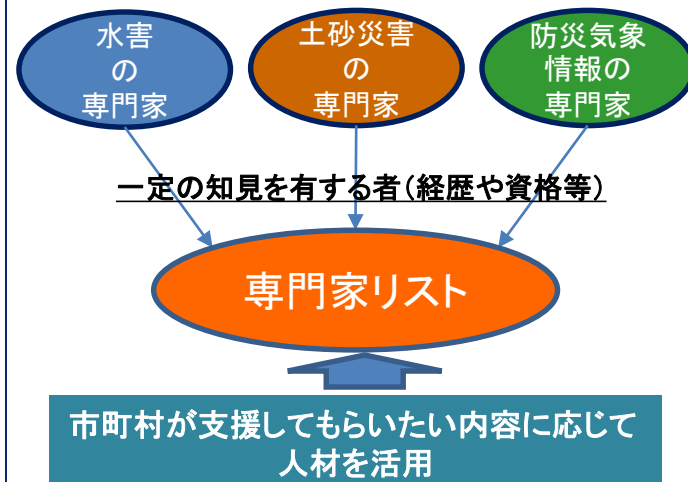 水害
の
専門家
土砂災害
の
専門家
防災気象
情報の
専門家
一定の知見を有する者(経歴や資格等)
専門家リスト
市町村が支援してもらいたい内容に応じて
人材を活用